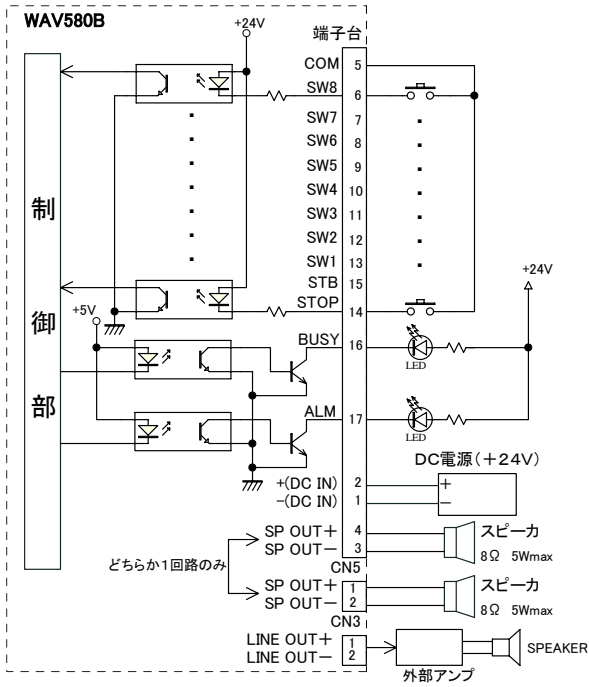 WAV580B
+24V
端子台
COM 5
SW8 6
SW7 7
SW6 8
SW5 9
SW4 10
SW3 11
SW2 12
SW1 13
STB 15
STOP 14
制御部
+5V
+24V
BUSY 16
LED
ALM 17
LED
DC電源(+24V)
+(DC IN) 2 +
-(DC IN) 1 -
SP OUT+ 4 スピーカ
SP OUT- 3 8Ω 5Wmax
どちらか1回路のみ
CN5
SP OUT+ 1 スピーカ
SP OUT- 2 8Ω 5Wmax
CN3
LINE OUT+ 1
LINE OUT- 2
SPEAKER
外部アンプ